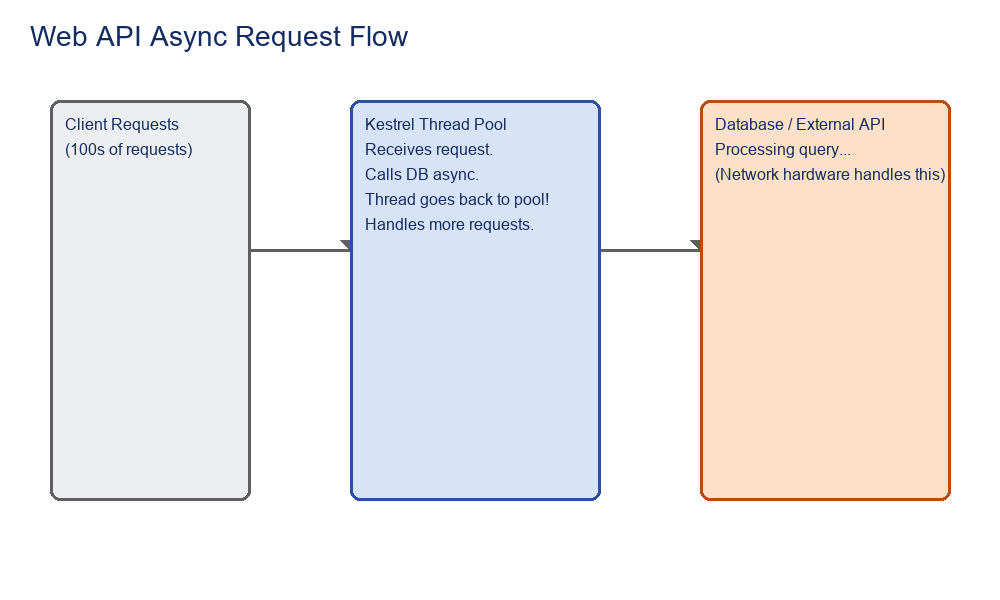 Web API Async Request Flow
Client Requests
(100s of requests)
Kestrel Thread Pool
Receives request.
Calls DB async.
Thread goes back to pool!
Handles more requests.
Database / External API
Processing query...
(Network hardware handles this)